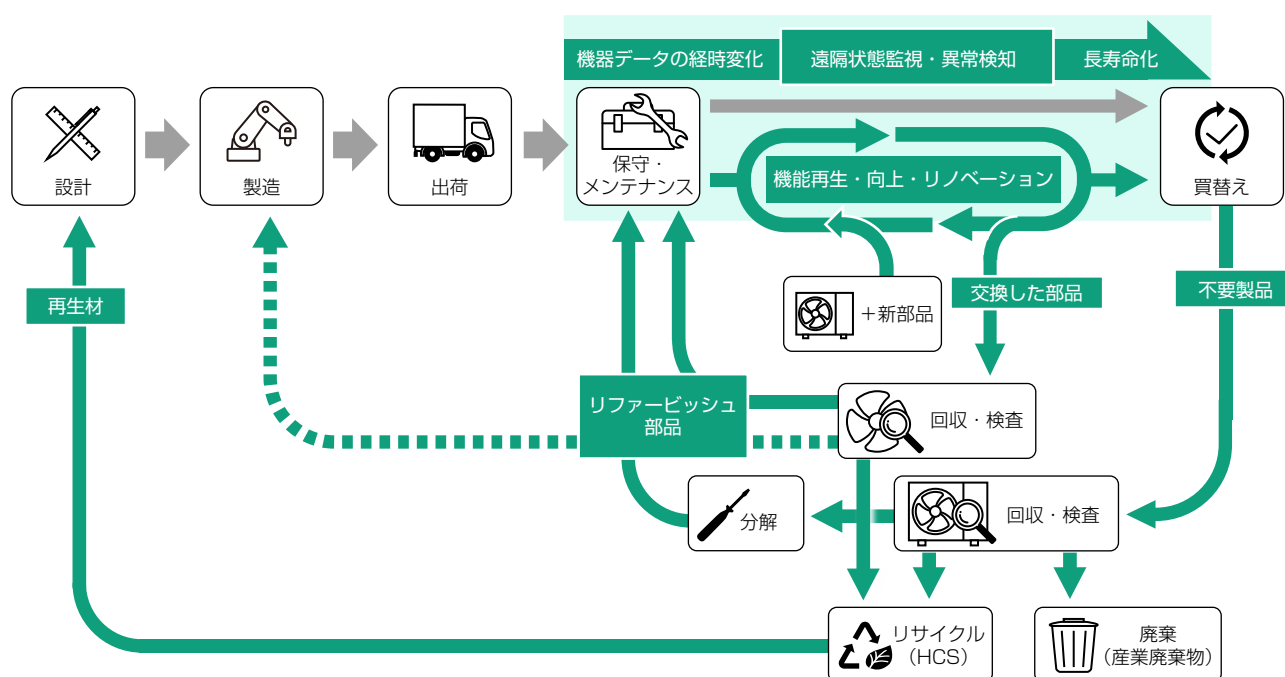 機器データの経時変化
遠隔状態監視・異常検知
長寿命化
設計
製造
出荷
保守・
メンテナンス
機能再生・向上・リノベーション
買替え
再生材
＋新部品
交換した部品
不要製品
リファービッシュ
部品
回収・検査
分解
回収・検査
リサイクル
（HCS）
廃棄
（産業廃棄物）